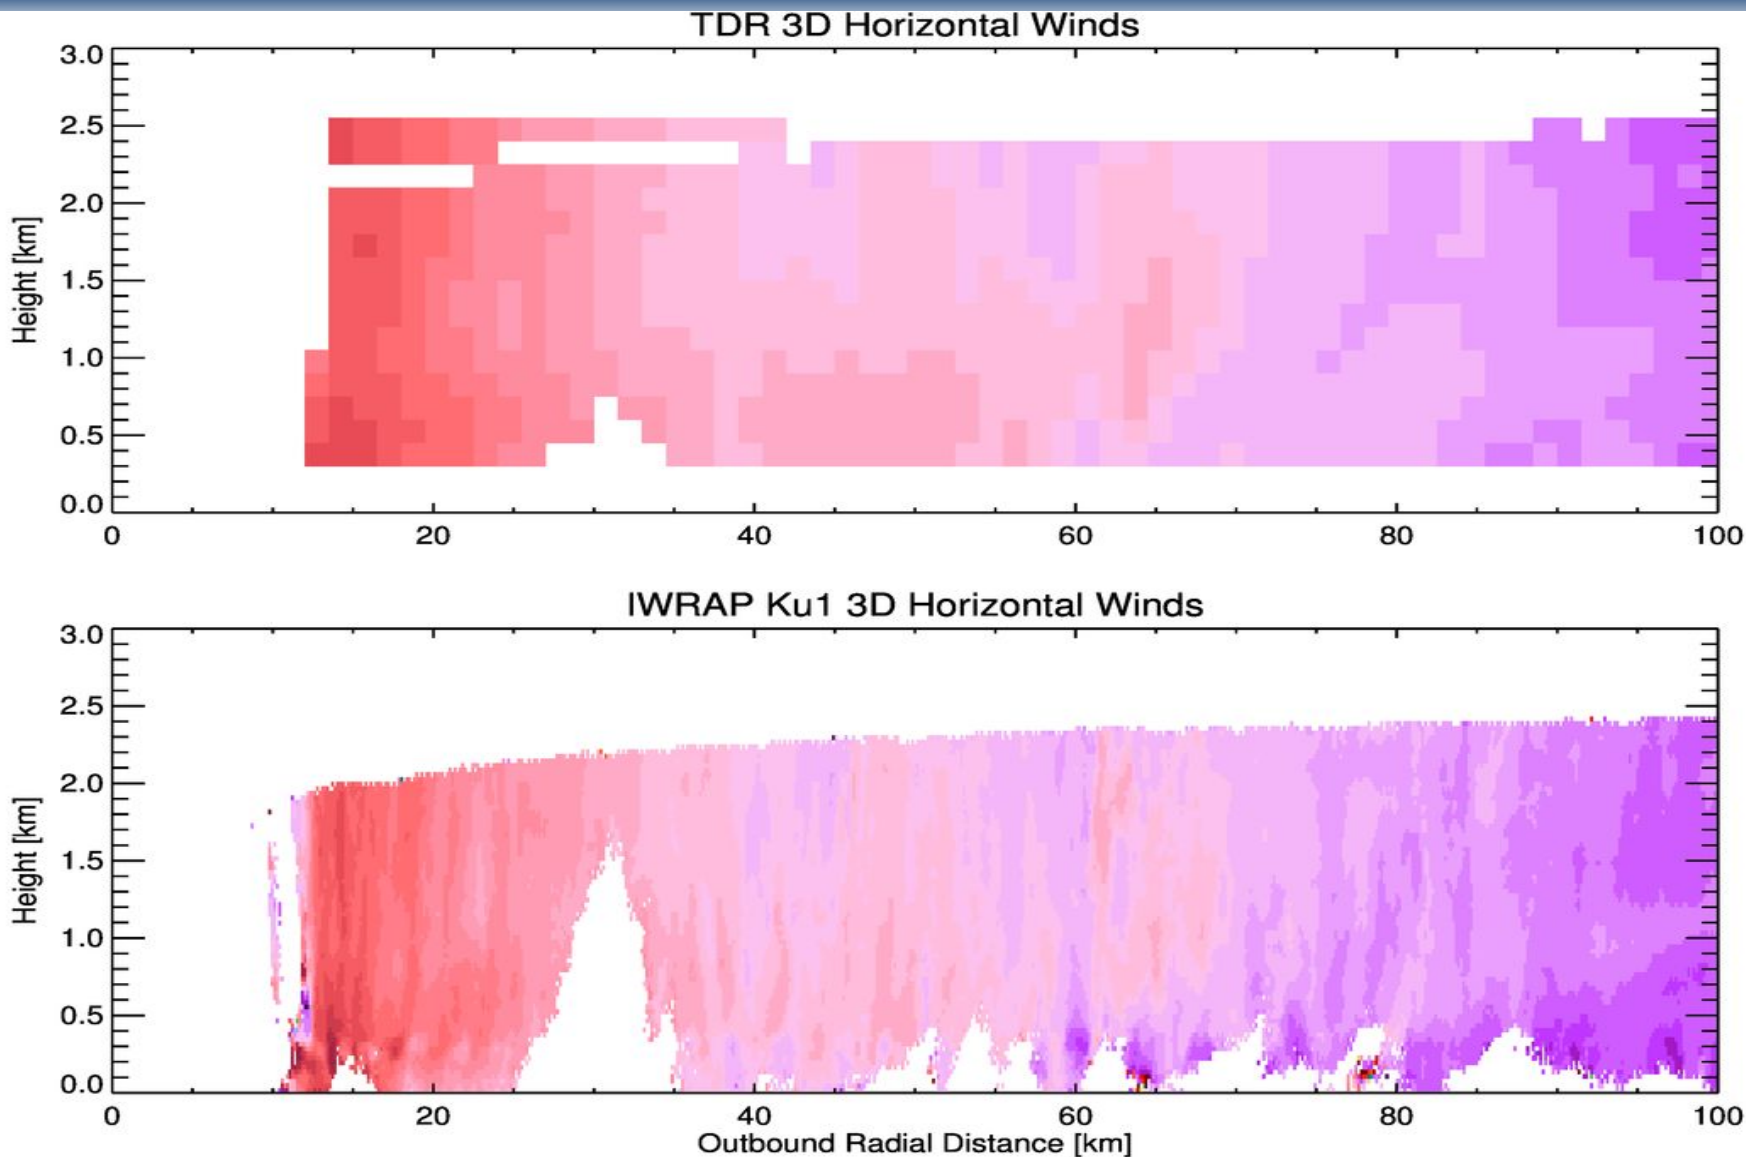 TDR 3D Horizontal Winds
3.0
2.5
2.0
1.5
1.0
0.5
0.0
Height [km]
0 20 40 60 80 100
IWRAP Ku1 3D Horizontal Winds
3.0
2.5
2.0
1.5
1.0
0.5
0.0
Height [km]
0 20 40 60 80 100
Outbound Radial Distance [km]